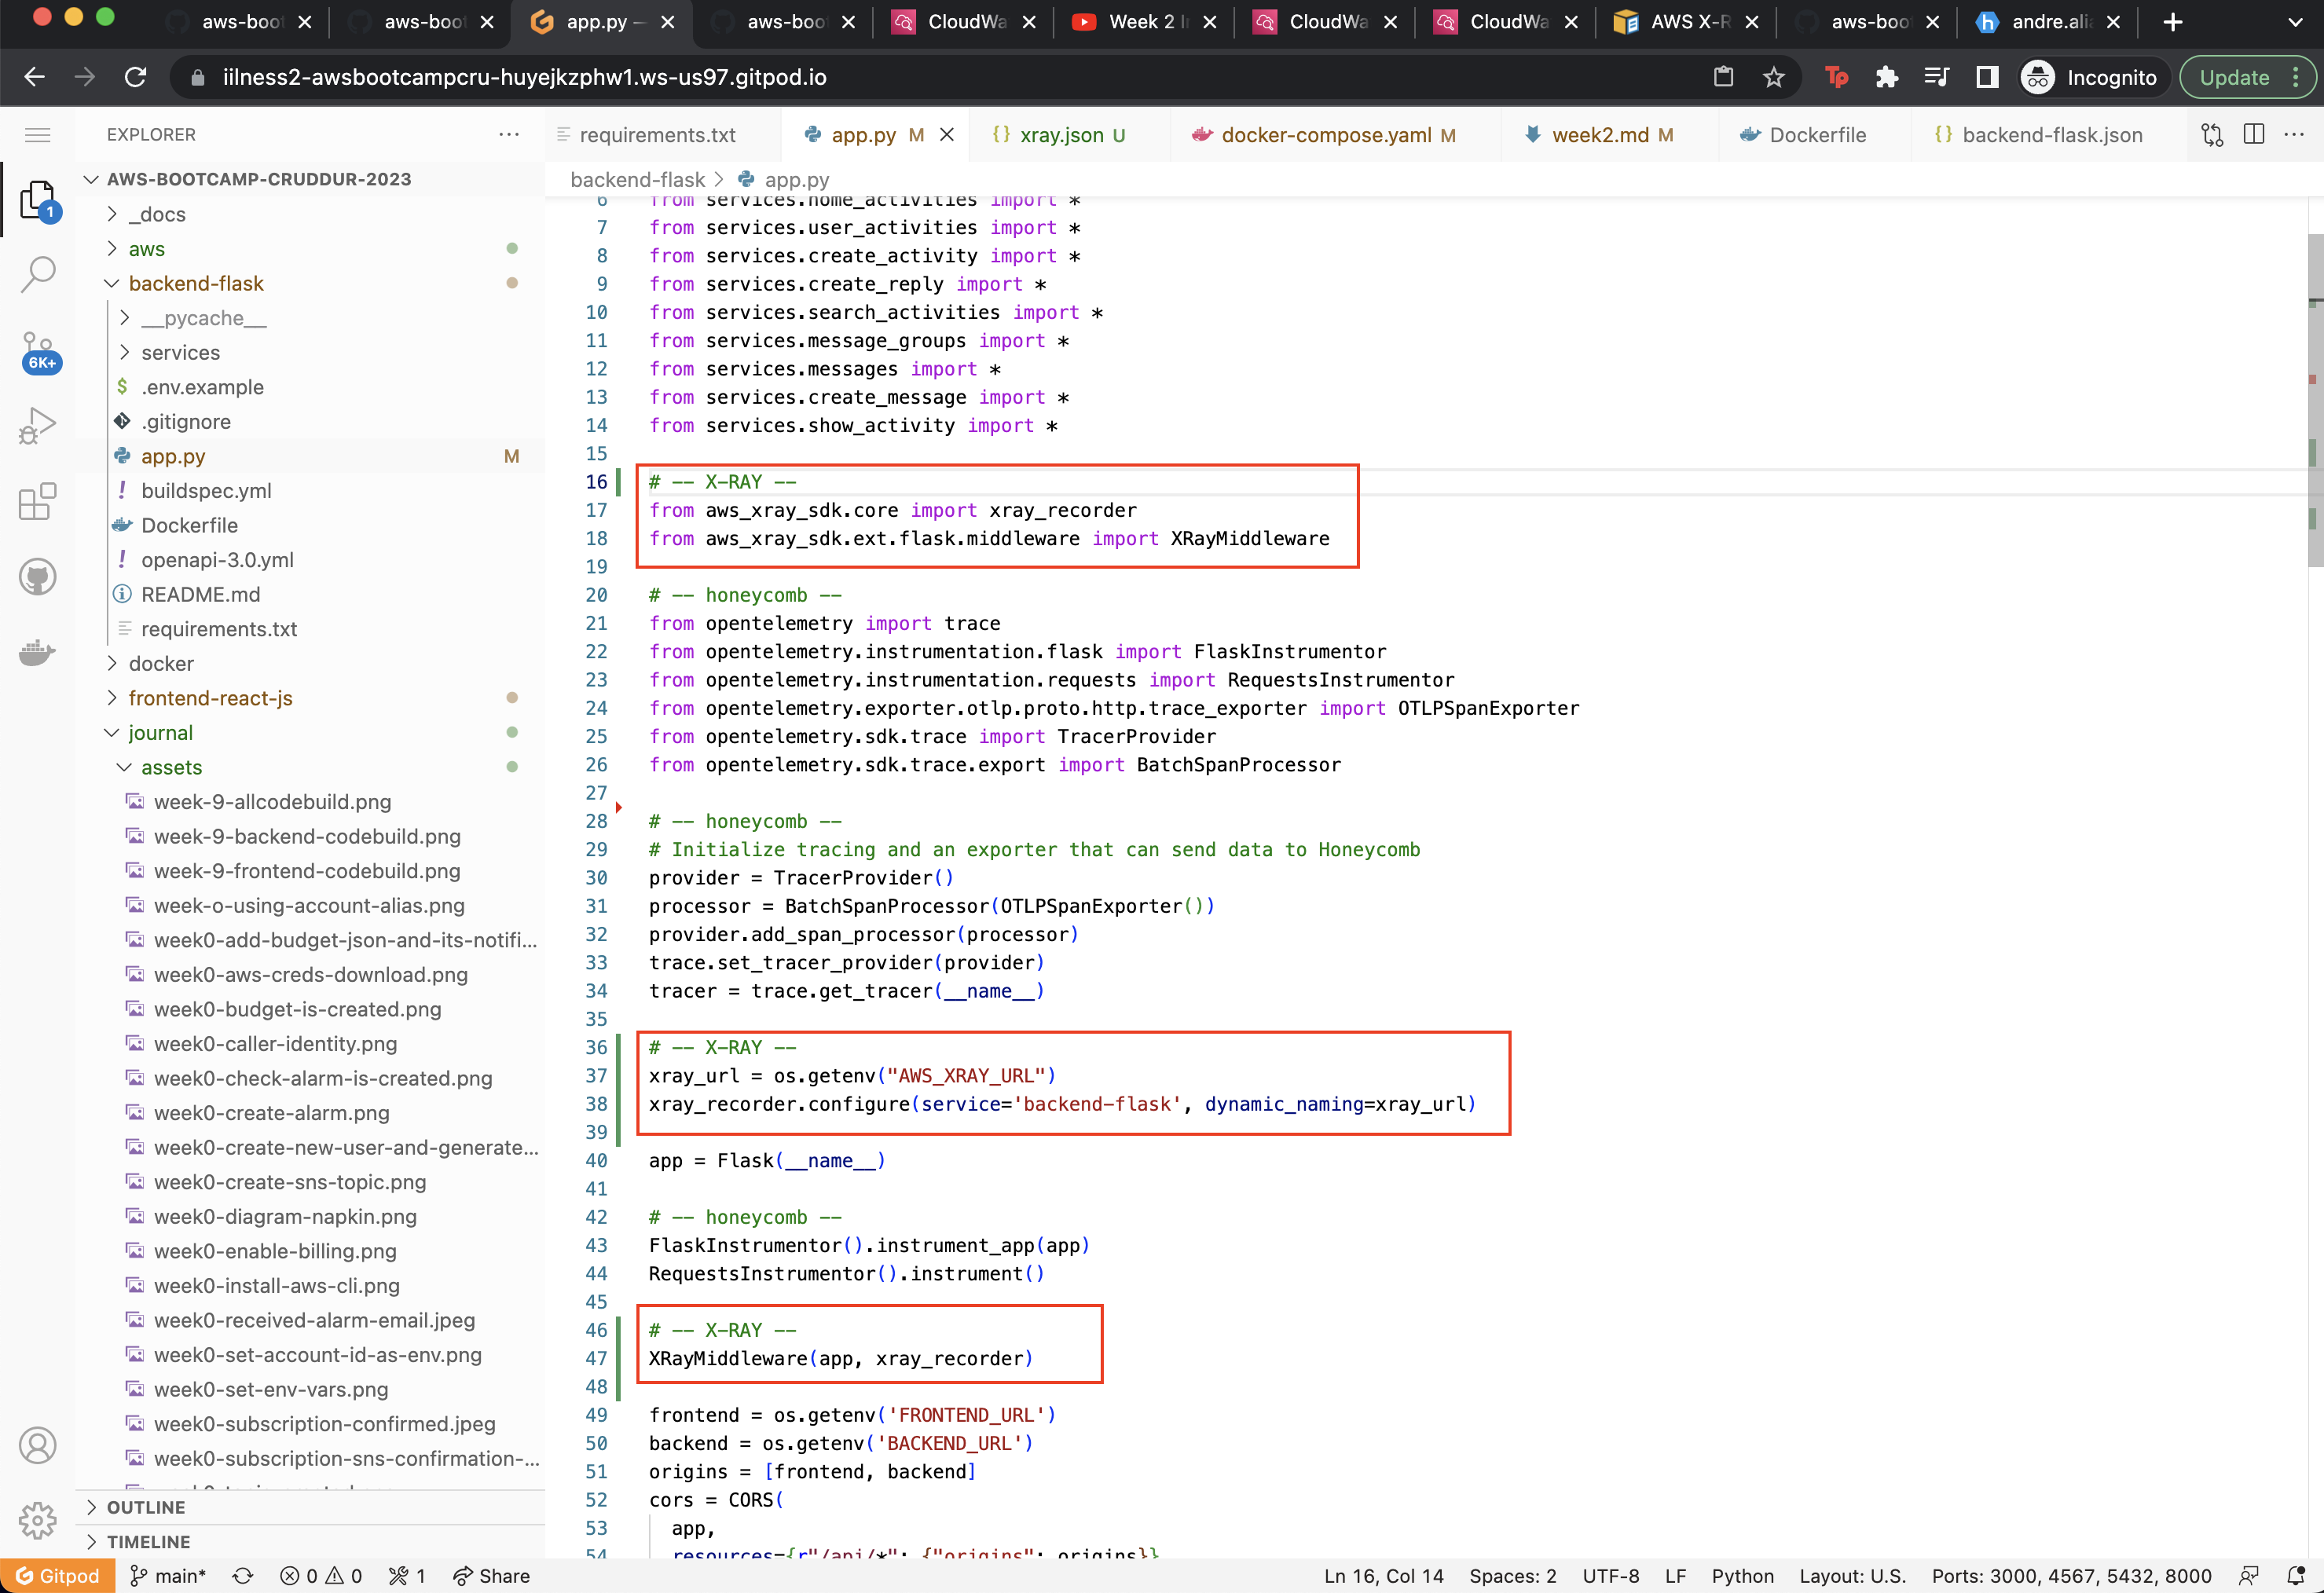 aws-boot
aws-boot
app.py —
aws-boot
CloudWa
Week 2 I
CloudWa
CloudWa
AWS X-R
aws-boot
andre.alia
iilness2-awsbootcampcru-huyejkzphw1.ws-us97.gitpod.io
Tp
Incognito
Update
EXPLORER
AWS-BOOTCAMP-CRUDDUR-2023
_docs
aws
backend-flask
__pycache__
services
.env.example
.gitignore
app.py M
buildspec.yml
Dockerfile
openapi-3.0.yml
README.md
requirements.txt
docker
frontend-react-js
journal
assets
week-9-allcodebuild.png
week-9-backend-codebuild.png
week-9-frontend-codebuild.png
week-o-using-account-alias.png
week0-add-budget-json-and-its-notifi...
week0-aws-creds-download.png
week0-budget-is-created.png
week0-caller-identity.png
week0-check-alarm-is-created.png
week0-create-alarm.png
week0-create-new-user-and-generate...
week0-create-sns-topic.png
week0-diagram-napkin.png
week0-enable-billing.png
week0-install-aws-cli.png
week0-received-alarm-email.jpeg
week0-set-account-id-as-env.png
week0-set-env-vars.png
week0-subscription-confirmed.jpeg
week0-subscription-sns-confirmation-...
OUTLINE
TIMELINE
1
6K+
requirements.txt
app.py M
{} xray.json U
docker-compose.yaml M
week2.md M
Dockerfile
{} backend-flask.json
backend-flask > app.py
6 from services.home_activities import *
7 from services.user_activities import *
8 from services.create_activity import *
9 from services.create_reply import *
10 from services.search_activities import *
11 from services.message_groups import *
12 from services.messages import *
13 from services.create_message import *
14 from services.show_activity import *
15
16 # -- X-RAY --
17 from aws_xray_sdk.core import xray_recorder
18 from aws_xray_sdk.ext.flask.middleware import XRayMiddleware
19
20 # -- honeycomb --
21 from opentelemetry import trace
22 from opentelemetry.instrumentation.flask import FlaskInstrumentor
23 from opentelemetry.instrumentation.requests import RequestsInstrumentor
24 from opentelemetry.exporter.otlp.proto.http.trace_exporter import OTLPSpanExporter
25 from opentelemetry.sdk.trace import TracerProvider
26 from opentelemetry.sdk.trace.export import BatchSpanProcessor
27
28 # -- honeycomb --
29 # Initialize tracing and an exporter that can send data to Honeycomb
30 provider = TracerProvider()
31 processor = BatchSpanProcessor(OTLPSpanExporter())
32 provider.add_span_processor(processor)
33 trace.set_tracer_provider(provider)
34 tracer = trace.get_tracer(__name__)
35
36 # -- X-RAY --
37 xray_url = os.getenv("AWS_XRAY_URL")
38 xray_recorder.configure(service='backend-flask', dynamic_naming=xray_url)
39
40 app = Flask(__name__)
41
42 # -- honeycomb --
43 FlaskInstrumentor().instrument_app(app)
44 RequestsInstrumentor().instrument()
45
46 # -- X-RAY --
47 XRayMiddleware(app, xray_recorder)
48
49 frontend = os.getenv('FRONTEND_URL')
50 backend = os.getenv('BACKEND_URL')
51 origins = [frontend, backend]
52 cors = CORS(
53 app,
54 resources={r"/api/*": {"origins": origins}}
Gitpod
main*
0
0
1
Share
Ln 16, Col 14
Spaces: 2
UTF-8
LF
Python
Layout: U.S.
Ports: 3000, 4567, 5432, 8000